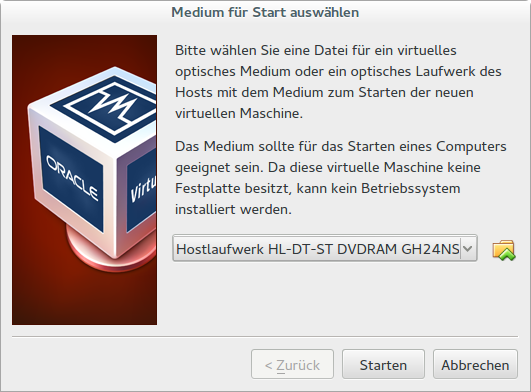 Medium für Start auswählen
Bitte wählen Sie eine Datei für ein virtuelles
optisches Medium oder ein optisches Laufwerk des
Hosts mit dem Medium zum Starten der neuen
virtuellen Maschine.
Das Medium sollte für das Starten eines Computers
geeignet sein. Da diese virtuelle Maschine keine
Festplatte besitzt, kann kein Betriebssystem
installiert werden.
ORACLE
Virtu
Hostlaufwerk HL-DT-ST DVDRAM GH24NS
< Zurück
Starten
Abbrechen